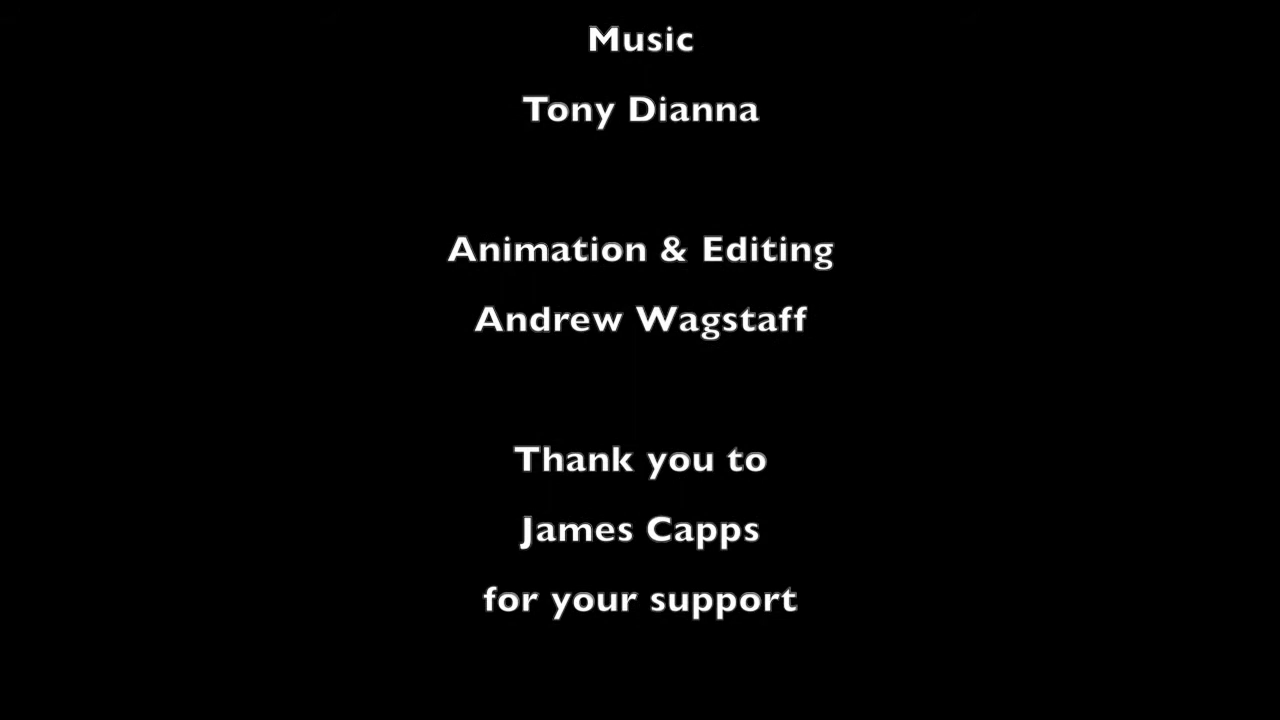 Music
Tony Dianna
Animation & Editing
Andrew Wagstaff
Thank you to
James Capps
for your support